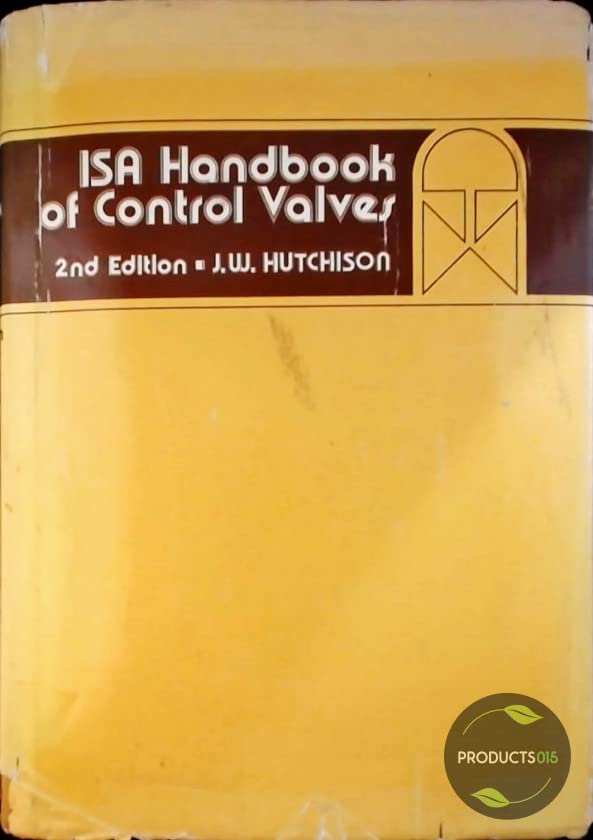 ISA Handbook
of Control Valves
2nd Edition ▪ J.W. HUTCHISON
PRODUCTS015